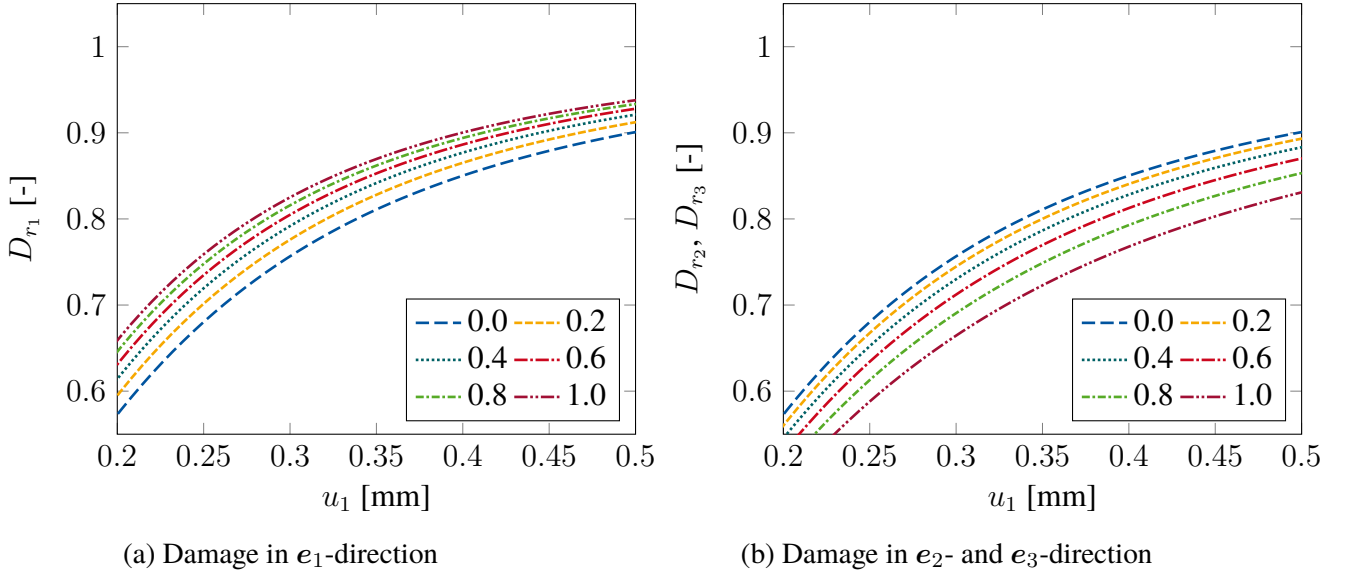 1
0.9
0.8
0.7
0.6
D_{r_1} [-]
0.0 0.2
0.4 0.6
0.8 1.0
0.2 0.25 0.3 0.35 0.4 0.45 0.5
u_1 [mm]
(a) Damage in e_1-direction
1
0.9
0.8
0.7
0.6
D_{r_2}, D_{r_3} [-]
0.0 0.2
0.4 0.6
0.8 1.0
0.2 0.25 0.3 0.35 0.4 0.45 0.5
u_1 [mm]
(b) Damage in e_2- and e_3-direction